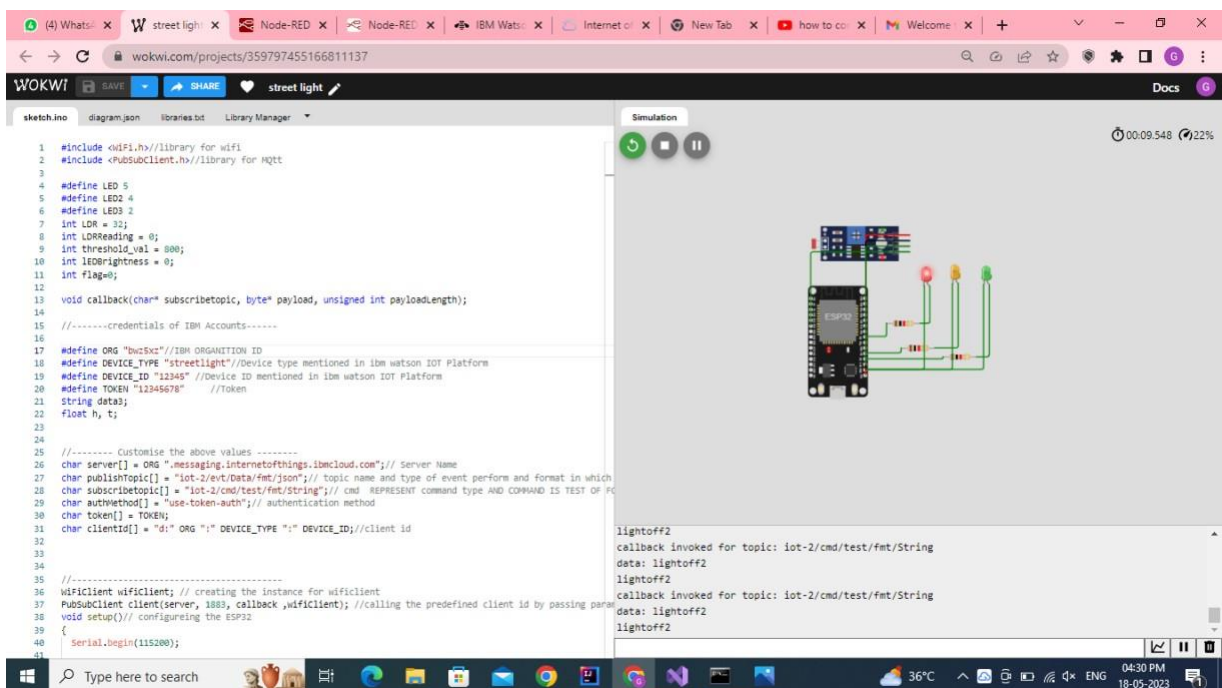 (4) WhatsA
street light
Node-RED
Node-RED
IBM Watso
Internet of
New Tab
how to con
Welcome
wokwi.com/projects/359797455166811137
G
WOKWI
SAVE
SHARE
street light
Docs
G
sketch.ino
diagram.json
libraries.txt
Library Manager
Simulation
00:09.548
22%
1 #include <WiFi.h>//library for wifi
2 #include <PubSubClient.h>//library for MQtt
3
4 #define LED 5
5 #define LED2 4
6 #define LED3 2
7 int LDR = 32;
8 int LDRReading = 0;
9 int threshold_val = 800;
10 int lEDBrightness = 0;
11 int flag=0;
12
13 void callback(char* subscribetopic, byte* payload, unsigned int payloadLength);
14
15 //-------credentials of IBM Accounts------
16
17 #define ORG "bwz5xz"//IBM ORGANITION ID
18 #define DEVICE_TYPE "streetlight"//Device type mentioned in ibm watson IOT Platform
19 #define DEVICE_ID "12345" //Device ID mentioned in ibm watson IOT Platform
20 #define TOKEN "12345678" //Token
21 String data3;
22 float h, t;
23
24
25 //-------- Customise the above values --------
26 char server[] = ORG ".messaging.internetofthings.ibmcloud.com";// Server Name
27 char publishTopic[] = "iot-2/evt/Data/fmt/json";// topic name and type of event perform and format in which
28 char subscribetopic[] = "iot-2/cmd/test/fmt/String";// cmd REPRESENT command type AND COMMAND IS TEST OF FO
29 char authMethod[] = "use-token-auth";// authentication method
30 char token[] = TOKEN;
31 char clientId[] = "d:" ORG ":" DEVICE_TYPE ":" DEVICE_ID;//client id
32
33
34
35 //-----------------------------------------
36 WiFiClient wifiClient; // creating the instance for wificlient
37 PubSubClient client(server, 1883, callback ,wifiClient); //calling the predefined client id by passing para
38 void setup()// configureing the ESP32
39 {
40 Serial.begin(115200);
41
ESP32
lightoff2
callback invoked for topic: iot-2/cmd/test/fmt/String
data: lightoff2
lightoff2
callback invoked for topic: iot-2/cmd/test/fmt/String
data: lightoff2
lightoff2
Type here to search
36°C
ENG
04:30 PM
18-05-2023